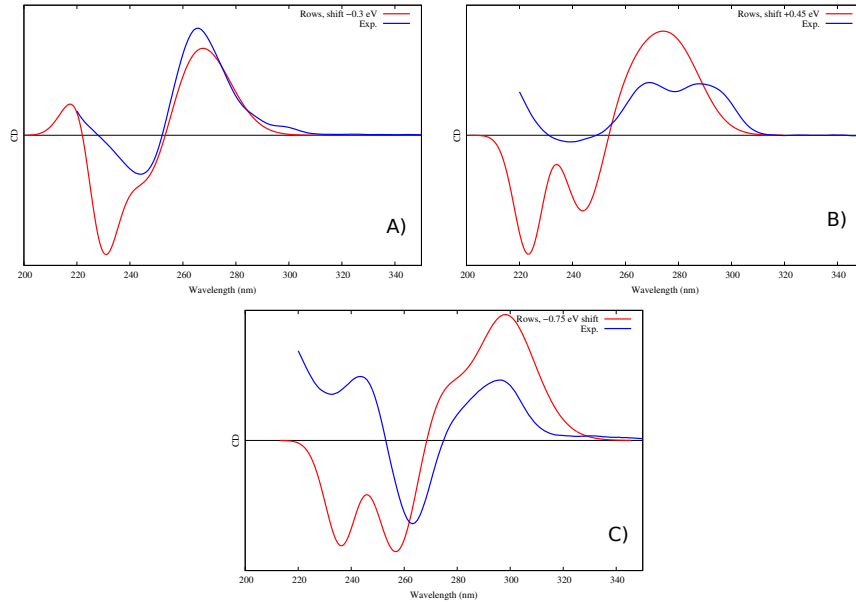 Rows, shift −0.3 eV
Exp.
CD
A)
200 220 240 260 280 300 320 340
Wavelength (nm)
Rows, shift +0.45 eV
Exp.
CD
B)
200 220 240 260 280 300 320 340
Wavelength (nm)
Rows, −0.75 eV shift
Exp.
CD
C)
200 220 240 260 280 300 320 340
Wavelength (nm)